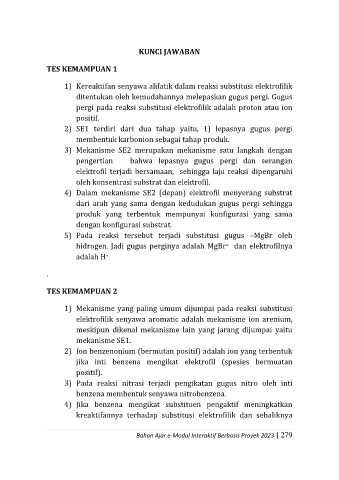 KUNCI JAWABAN
TES KEMAMPUAN 1
1) Kereaktifan senyawa alifatik dalam reaksi substitusi elektrofilik
ditentukan oleh kemudahannya melepaskan gugus pergi. Gugus
pergi pada reaksi substitusi elektrofilik adalah proton atau ion
positif.
2) SE1 terdiri dari dua tahap yaitu, 1) lepasnya gugus pergi
membentuk karbonion sebagai tahap produk.
3) Mekanisme SE2 merupakan mekanisme satu langkah dengan
pengertian bahwa lepasnya gugus pergi dan serangan
elektrofil terjadi bersamaan, sehingga laju reaksi dipengaruhi
oleh konsentrasi substrat dan elektrofil.
4) Dalam mekanisme SE2 (depan) elektrofil menyerang substrat
dari arah yang sama dengan kedudukan gugus pergi sehingga
produk yang terbentuk mempunyai konfigurasi yang sama
dengan konfigurasi substrat.
5) Pada reaksi tersebut terjadi substitusi gugus –MgBr oleh
hidrogen. Jadi gugus perginya adalah MgBr⁺ dan elektrofilnya
adalah H⁺
.
TES KEMAMPUAN 2
1) Mekanisme yang paling umum dijumpai pada reaksi substitusi
elektrofilik senyawa aromatic adalah mekanisme ion arenium,
meskipun dikenal mekanisme lain yang jarang dijumpai yaitu
mekanisme SE1.
2) Ion benzenonium (bermutan positif) adalah ion yang terbentuk
jika inti benzena mengikat elektrofil (spesies bermuatan
positif).
3) Pada reaksi nitrasi terjadi pengikatan gugus nitro oleh inti
benzena membentuk senyawa nitrobenzena.
4) Jika benzena mengikat substituen pengaktif meningkatkan
kreaktifannya terhadap substitusi elektrofilik dan sebaliknya
Bahan Ajar e-Modul Interaktif Berbasis Proyek 2023 | 279